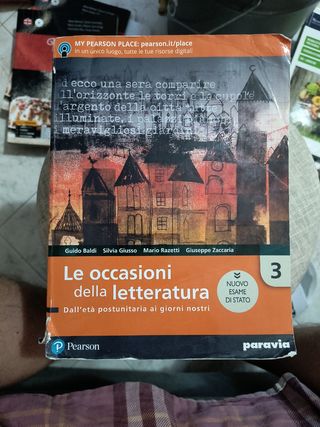 MY PEARSON PLACE: pearson.it/place
In un unico luogo, tutte le tue risorse digitali
d ecco una sera comparire
ll'orizzonte le torri e le cupole
l'argento della città
illuminate, i palazzi
i meravigliosi giardini
Guido Baldi Silvia Giusso Mario Razetti Giuseppe Zaccaria
Le occasioni
della letteratura
3
Dall'età postunitaria ai giorni nostri
NUOVO
ESAME
DI STATO
Pearson
paravia